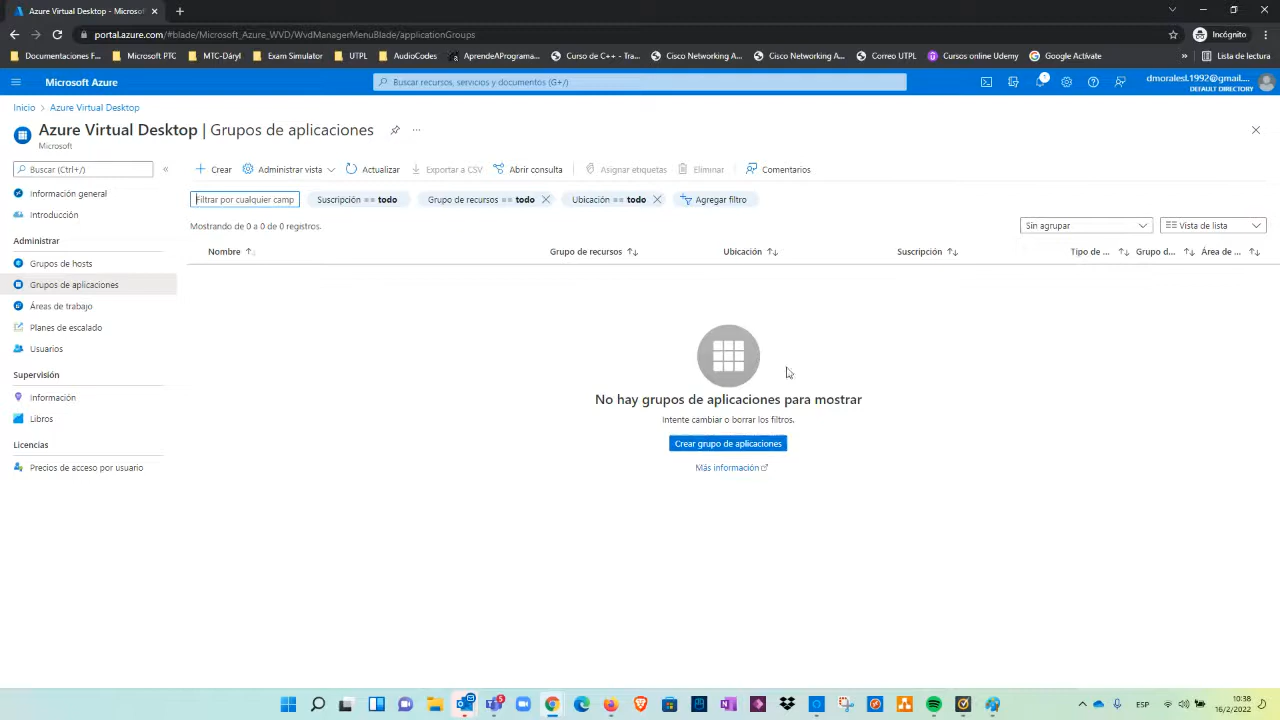 Azure Virtual Desktop - Microsof
portal.azure.com/#blade/Microsoft_Azure_WVD/WvdManagerMenuBlade/applicationGroups
Incógnito
Documentaciones F...
Microsoft PTC
MTC-Dáryl
Exam Simulator
UTPL
AudioCodes
AprendeAPrograma...
Curso de C++ - Tra...
Cisco Networking A...
Cisco Networking A...
Correo UTPL
Cursos online Udemy
Google Actívate
»
Lista de lectura
Microsoft Azure
Buscar recursos, servicios y documentos (G+/)
1
dmoralesl.1992@gmail....
DEFAULT DIRECTORY
Inicio > Azure Virtual Desktop
Azure Virtual Desktop | Grupos de aplicaciones
...
Microsoft
Buscar (Ctrl+/)
«
Información general
Introducción
Administrar
Grupos de hosts
Grupos de aplicaciones
Áreas de trabajo
Planes de escalado
Usuarios
Supervisión
Información
Libros
Licencias
Precios de acceso por usuario
Crear
Administrar vista
Actualizar
Exportar a CSV
Abrir consulta
Asignar etiquetas
Eliminar
Comentarios
Filtrar por cualquier camp
Suscripción == todo
Grupo de recursos == todo
Ubicación == todo
Agregar filtro
Mostrando de 0 a 0 de 0 registros.
Sin agrupar
Vista de lista
Nombre
Grupo de recursos
Ubicación
Suscripción
Tipo de ...
Grupo d...
Área de ...
No hay grupos de aplicaciones para mostrar
Intente cambiar o borrar los filtros.
Crear grupo de aplicaciones
Más información
5
ESP
10:38
16/2/2022